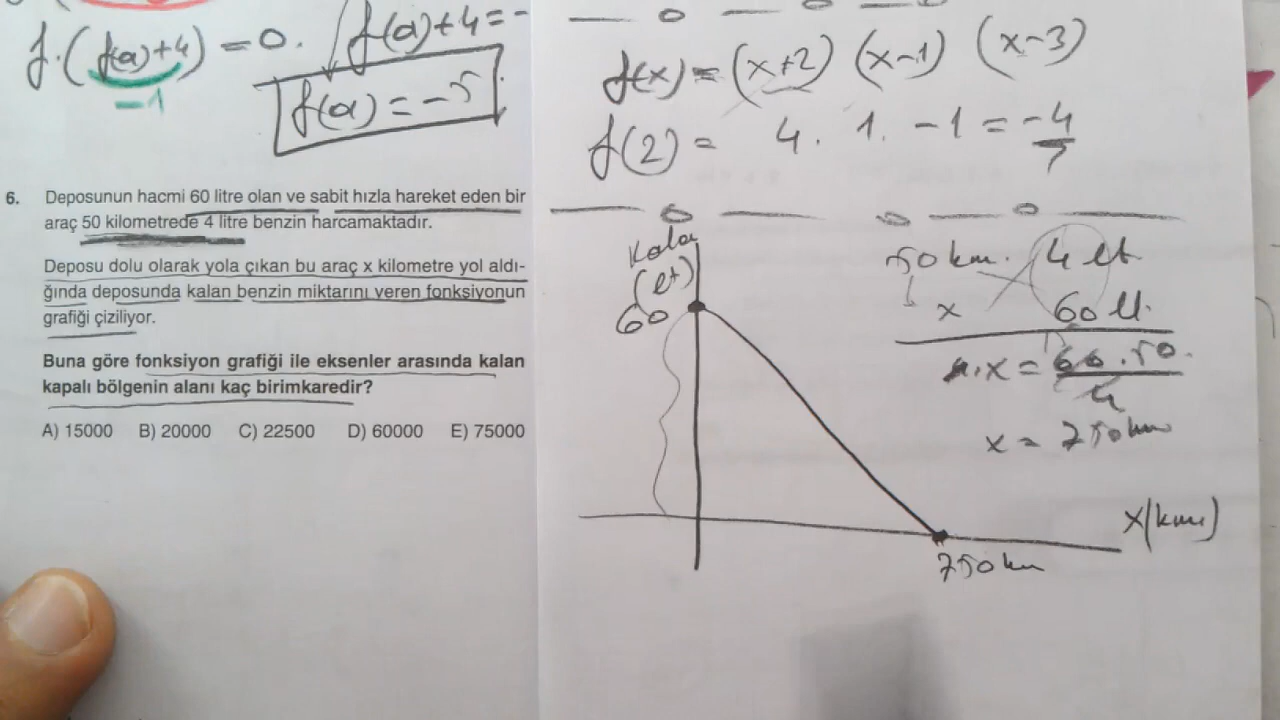 f.(f(a)+4) = 0.
f(a)+4 = -
-1
f(a) = -5
f(x) = (x+2) (x-1) (x-3)
f(2) = 4. 1. -1 = -4
6. Deposunun hacmi 60 litre olan ve sabit hızla hareket eden bir
araç 50 kilometrede 4 litre benzin harcamaktadır.
Deposu dolu olarak yola çıkan bu araç x kilometre yol aldı-
ğında deposunda kalan benzin miktarını veren fonksiyonun
grafiği çiziliyor.
Buna göre fonksiyon grafiği ile eksenler arasında kalan
kapalı bölgenin alanı kaç birimkaredir?
A) 15000 B) 20000 C) 22500 D) 60000 E) 75000
Kalan
(lt)
60
750 km
x(km)
50 km. 4 lt
x 60 lt.
x = 60.50
4
x = 750 km